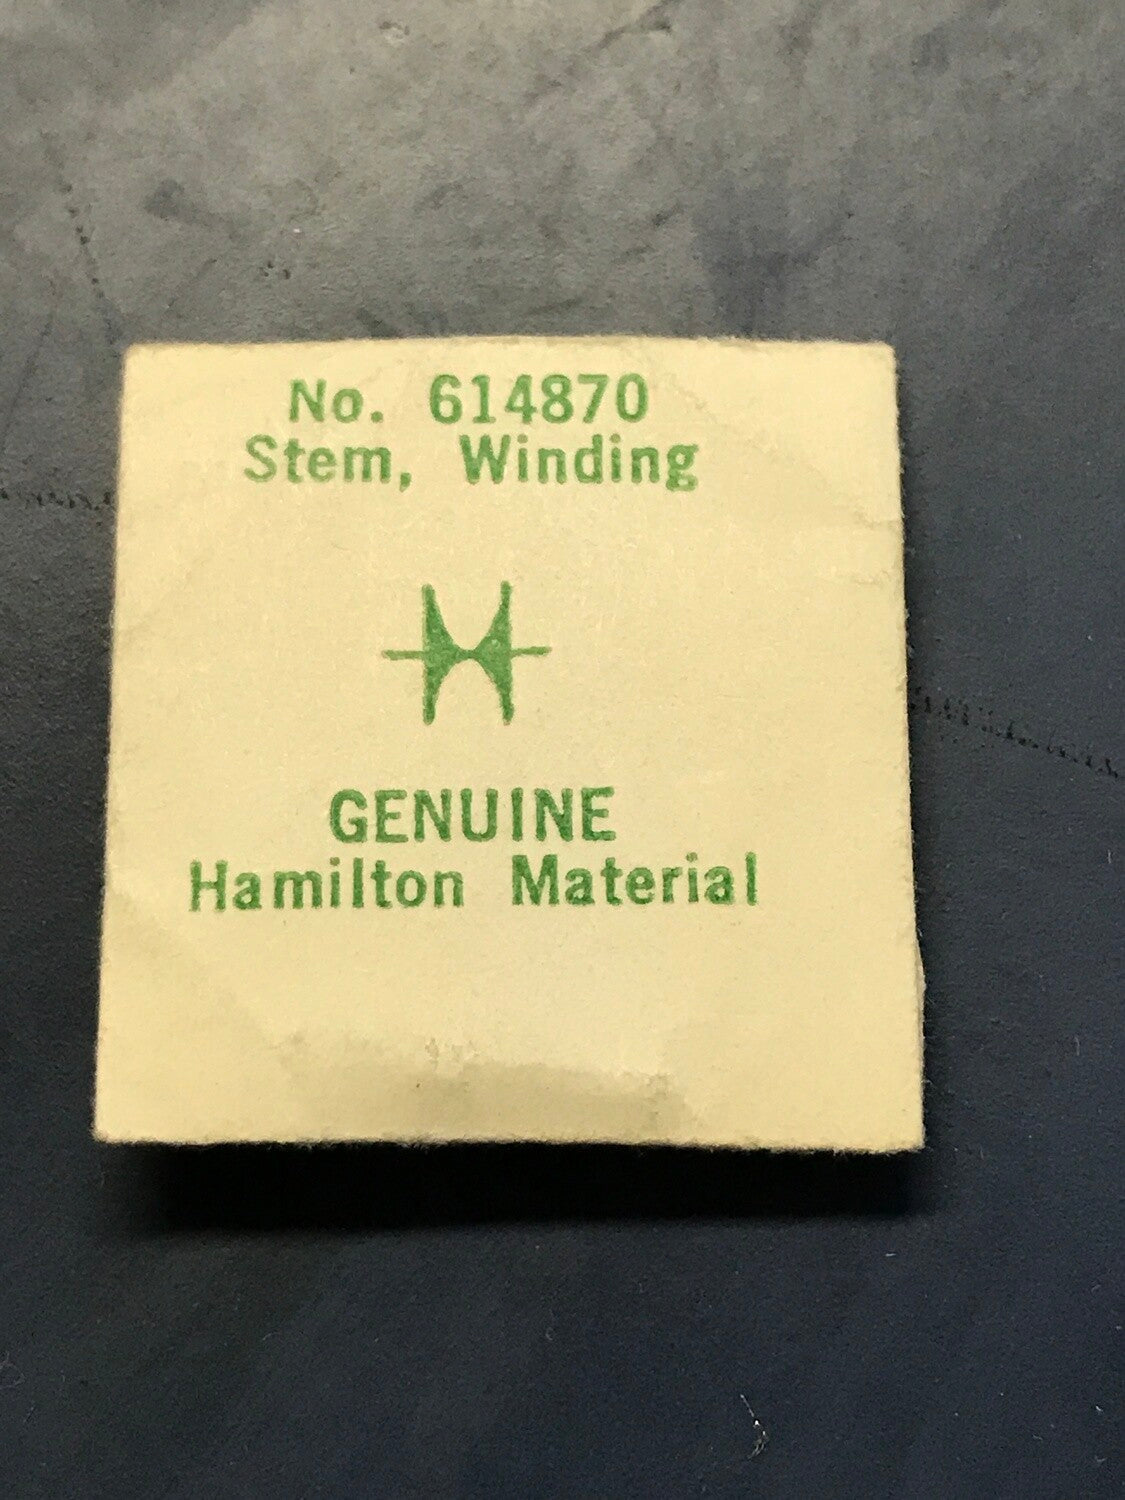 No. 614870
Stem, Winding
GENUINE
Hamilton Material